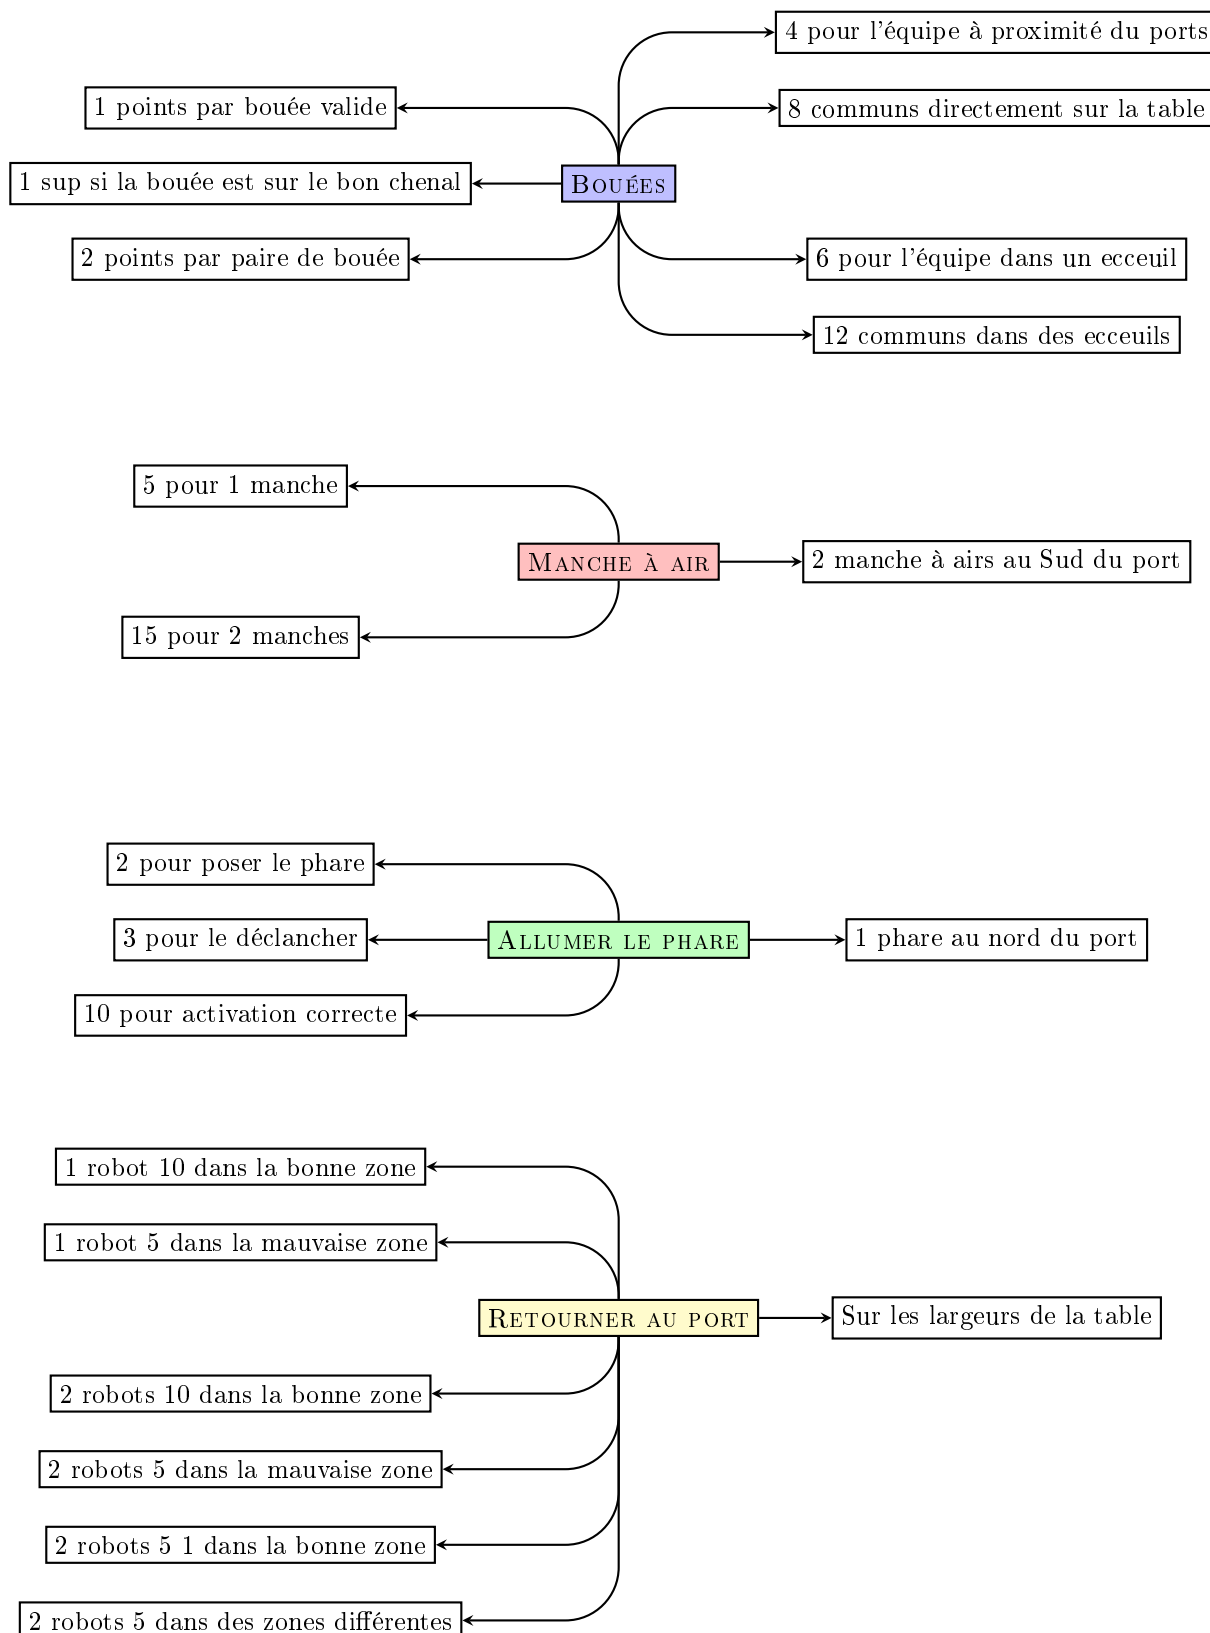 4 pour l'équipe à proximité du ports
1 points par bouée valide
8 communs directement sur la table
1 sup si la bouée est sur le bon chenal
Bouées
2 points par paire de bouée
6 pour l'équipe dans un ecceuil
12 communs dans des ecceuils
5 pour 1 manche
Manche à air
2 manche à airs au Sud du port
15 pour 2 manches
2 pour poser le phare
3 pour le déclancher
Allumer le phare
1 phare au nord du port
10 pour activation correcte
1 robot 10 dans la bonne zone
1 robot 5 dans la mauvaise zone
Retourner au port
Sur les largeurs de la table
2 robots 10 dans la bonne zone
2 robots 5 dans la mauvaise zone
2 robots 5 1 dans la bonne zone
2 robots 5 dans des zones différentes